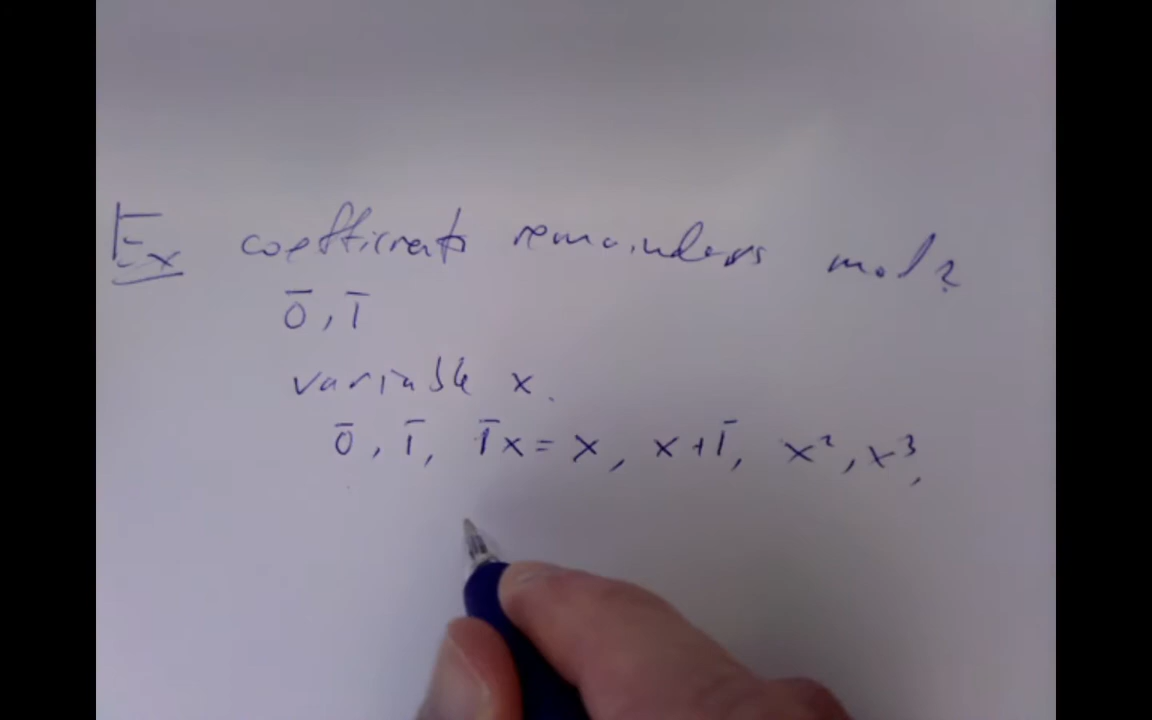 Ex coefficients remainders mod 2
0̅, 1̅
variable x.
0̅, 1̅, 1̅x = x, x+1̅, x², x³,